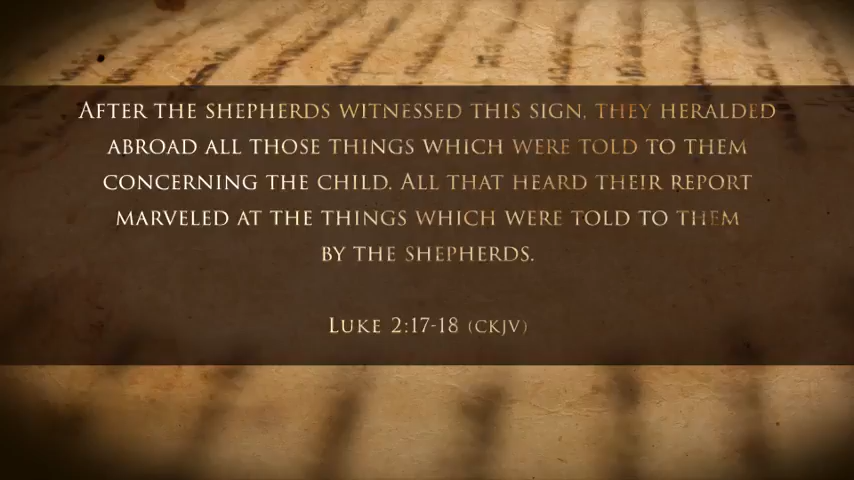 After the shepherds witnessed this sign, they heralded
abroad all those things which were told to them
concerning the child. All that heard their report
marveled at the things which were told to them
by the shepherds.
Luke 2:17-18 (ckjv)